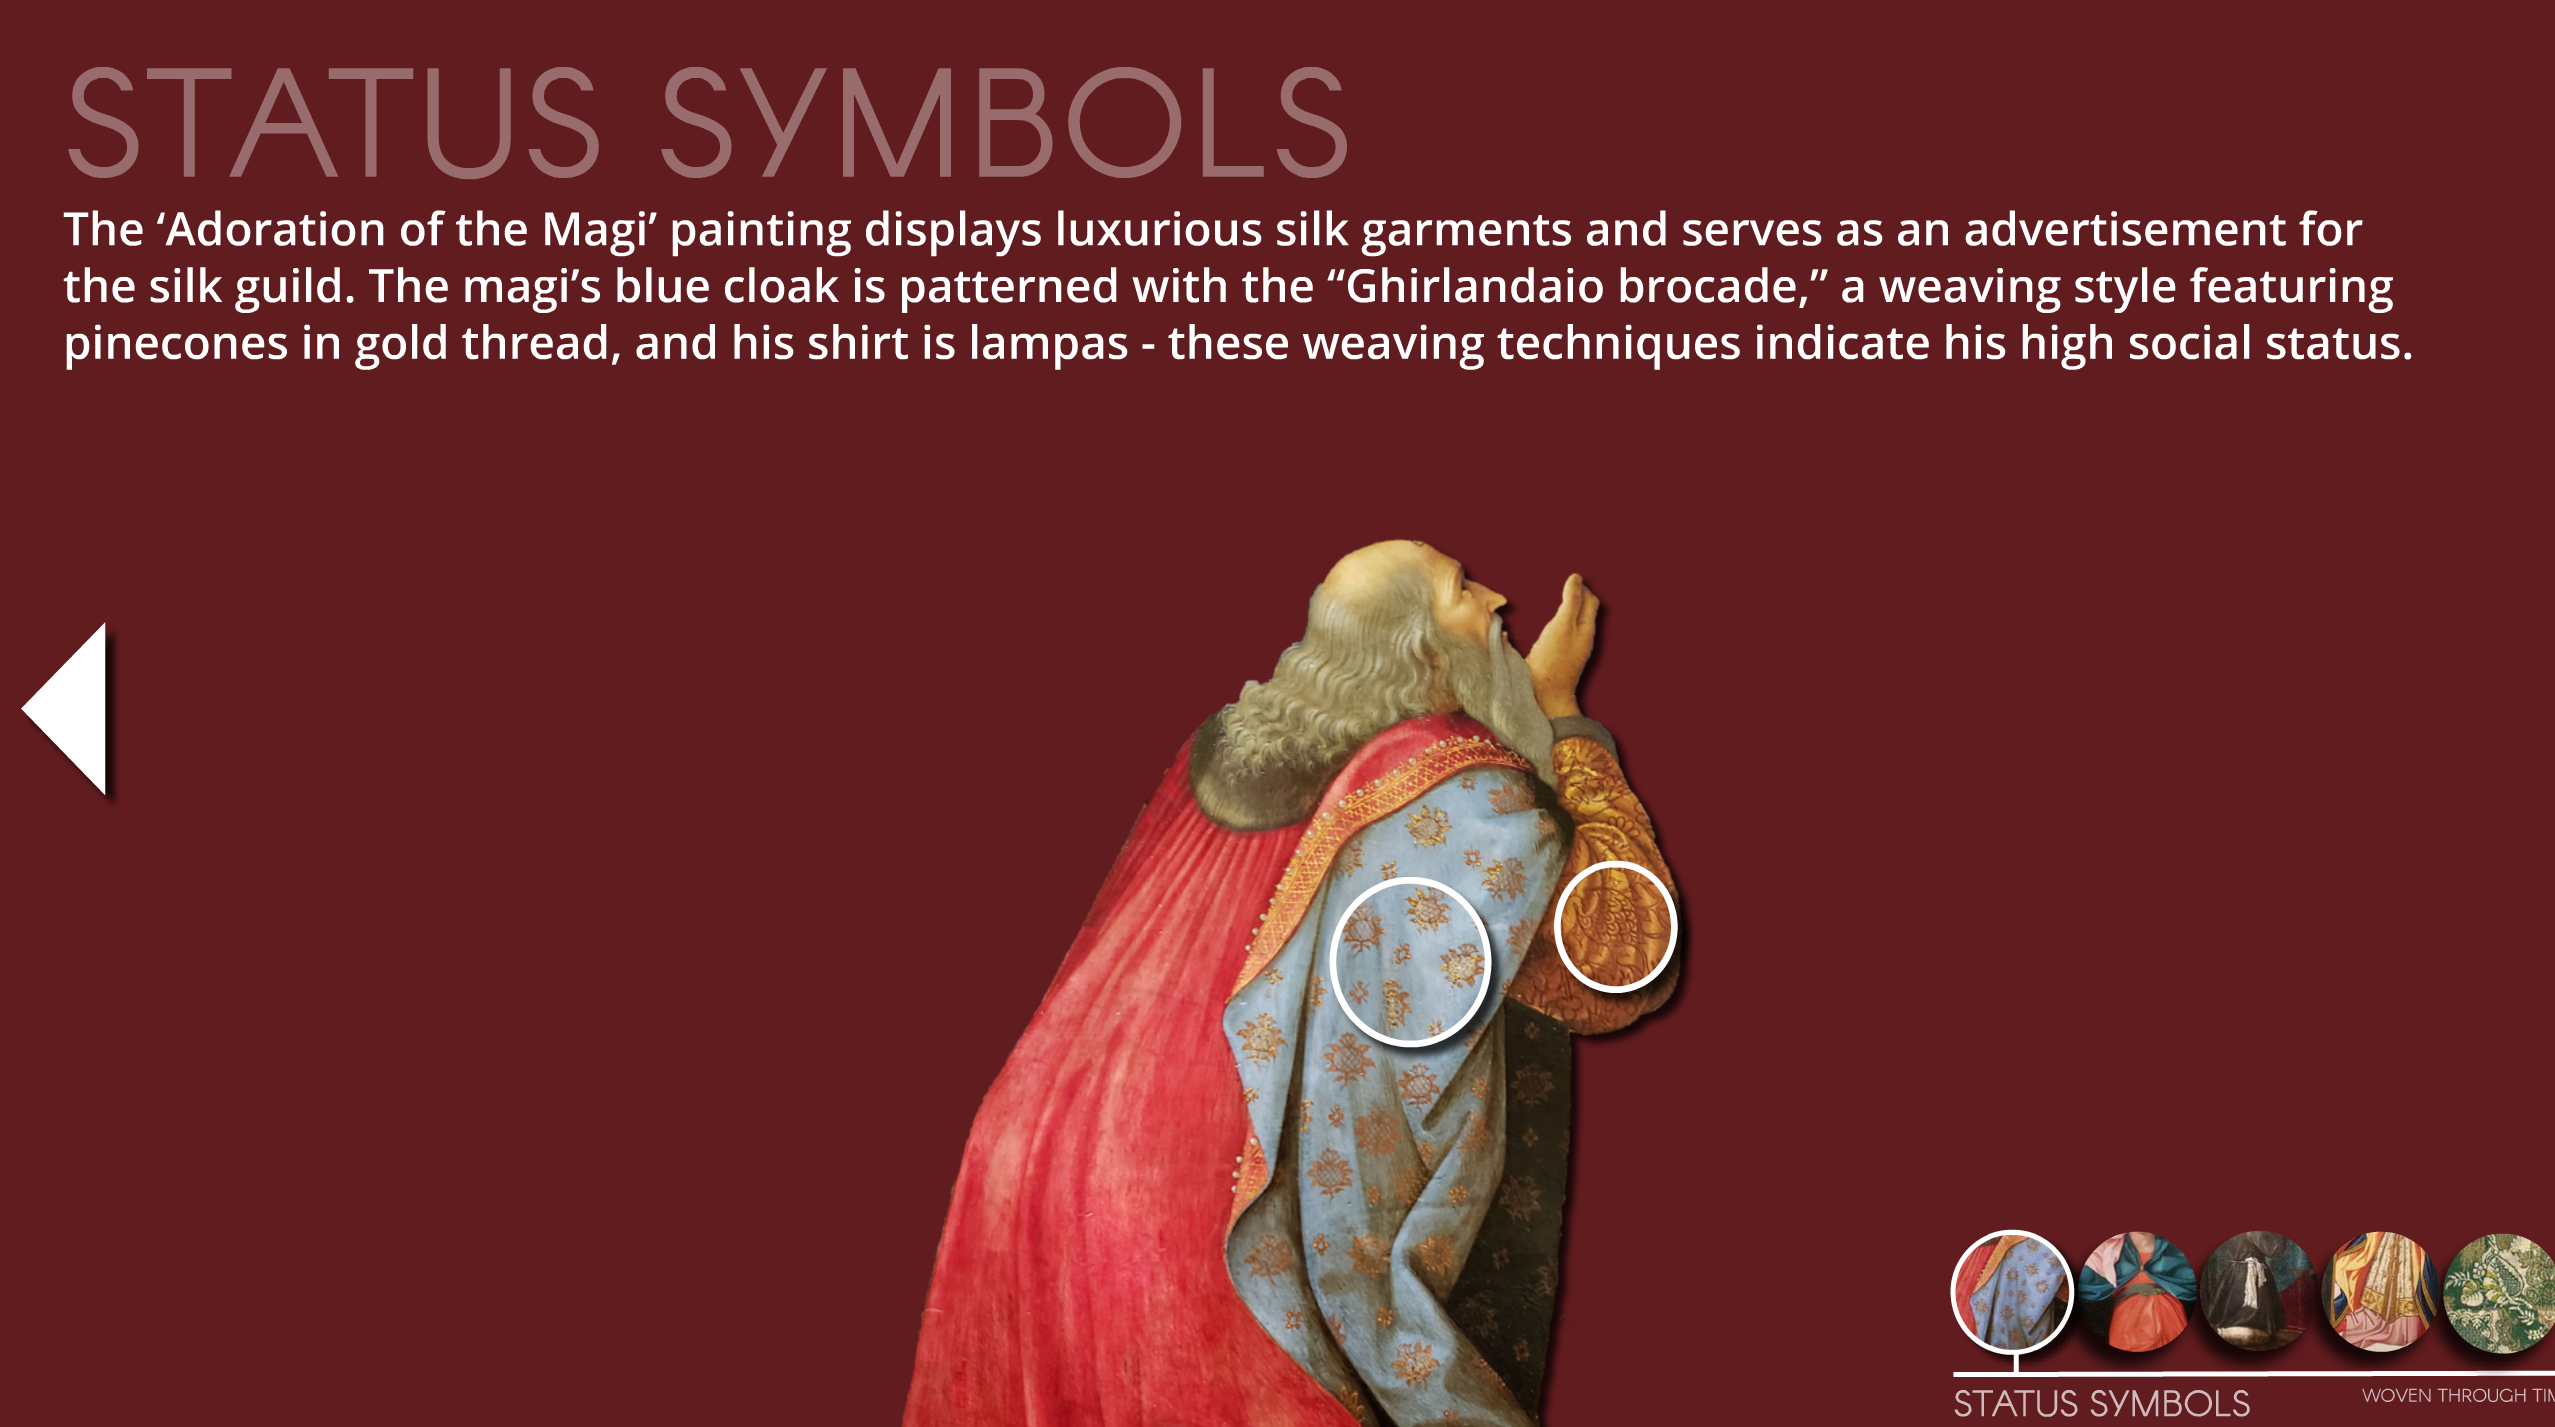 STATUS SYMBOLS
The ‘Adoration of the Magi’ painting displays luxurious silk garments and serves as an advertisement for
the silk guild. The magi’s blue cloak is patterned with the “Ghirlandaio brocade,” a weaving style featuring
pinecones in gold thread, and his shirt is lampas - these weaving techniques indicate his high social status.
STATUS SYMBOLS
WOVEN THROUGH